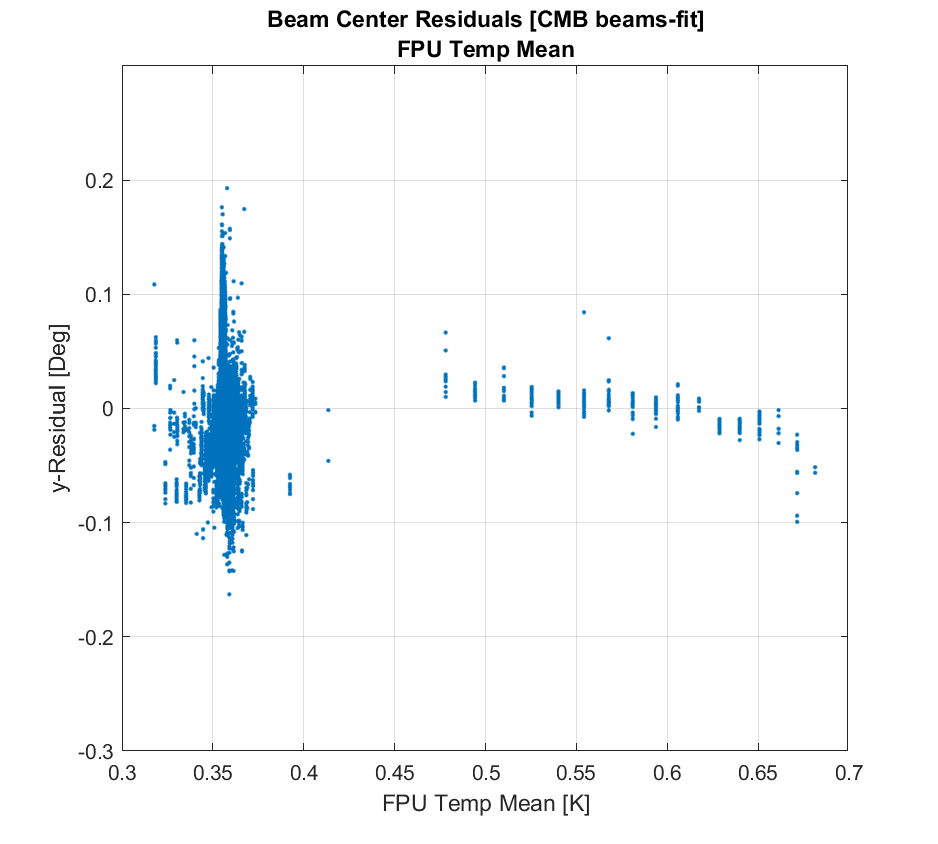 Beam Center Residuals [CMB beams-fit]
FPU Temp Mean
0.2
0.1
0
-0.1
-0.2
-0.3
y-Residual [Deg]
0.3 0.35 0.4 0.45 0.5 0.55 0.6 0.65 0.7
FPU Temp Mean [K]